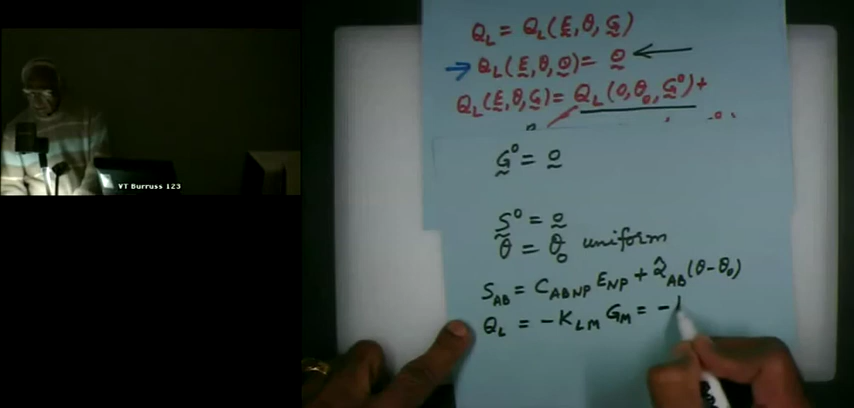 Q_L = Q_L(E, θ, G)
→ Q_L(E, θ, 0) = 0 ←
Q_L(E, θ, G) = Q_L(0, θ_0, G^0) +
G^0 = 0
S^0 = 0
θ = θ_0 uniform
S_AB = C_ABNP E_NP + α̂_AB (θ - θ_0)
Q_L = - K_LM G_M = -
VT Burruss 123